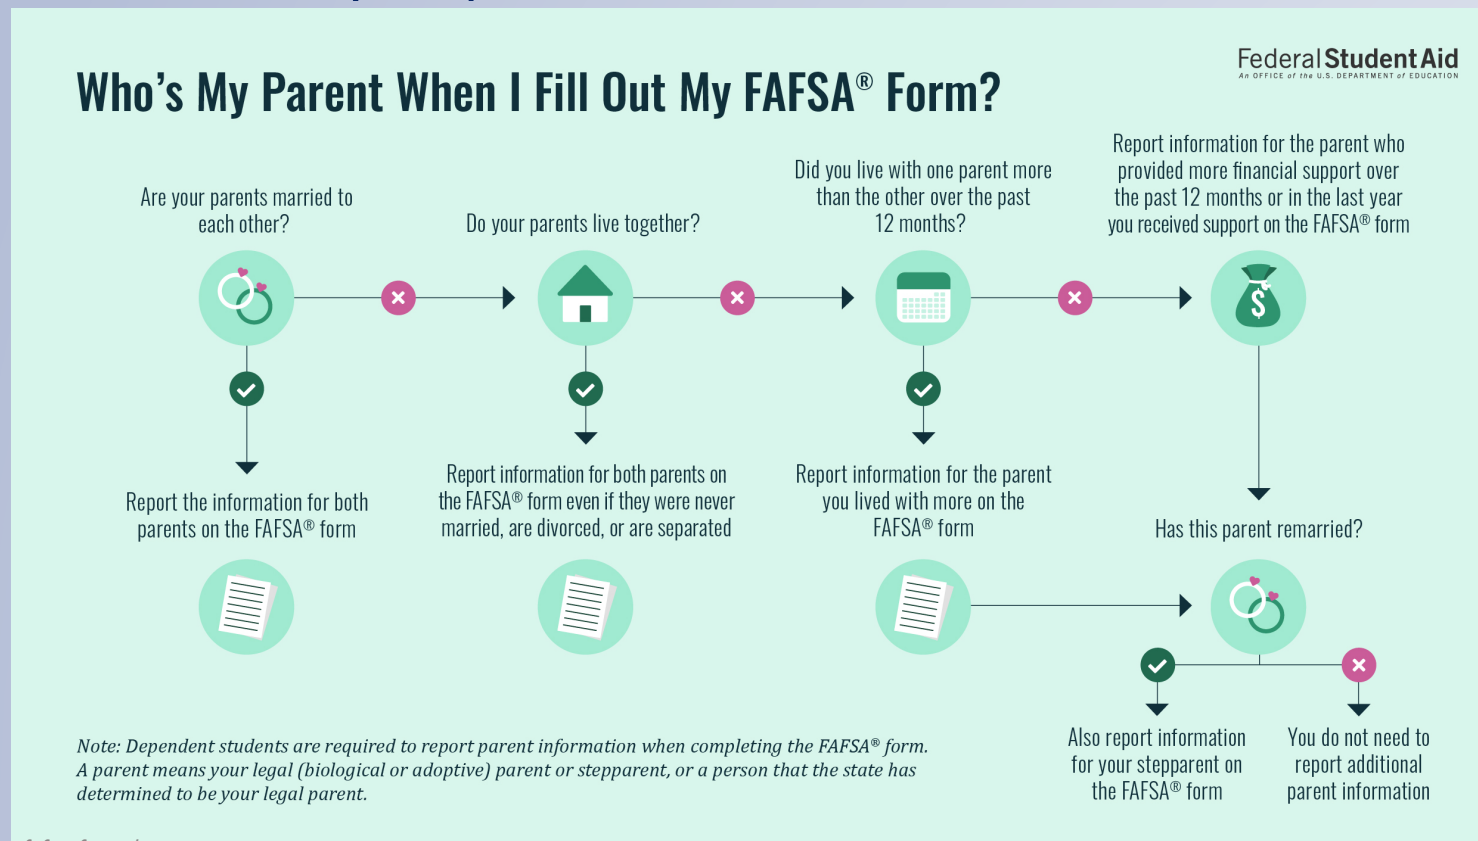 Who's My Parent When I Fill Out My FAFSA® Form?
Federal Student Aid
An OFFICE of the U.S. DEPARTMENT of EDUCATION
Are your parents married to
each other?
Do your parents live together?
Did you live with one parent more
than the other over the past
12 months?
Report information for the parent who
provided more financial support over
the past 12 months or in the last year
you received support on the FAFSA® form
$
Report the information for both
parents on the FAFSA® form
Report information for both parents on
the FAFSA® form even if they were never
married, are divorced, or are separated
Report information for the parent
you lived with more on the
FAFSA® form
Has this parent remarried?
Also report information
for your stepparent on
the FAFSA® form
You do not need to
report additional
parent information
Note: Dependent students are required to report parent information when completing the FAFSA® form.
A parent means your legal (biological or adoptive) parent or stepparent, or a person that the state has
determined to be your legal parent.